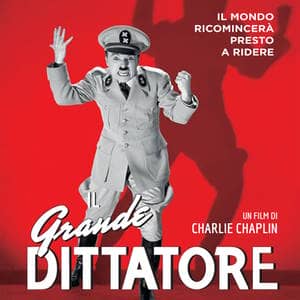 IL MONDO
RICOMINCERÀ
PRESTO
A RIDERE
IL
Grande
UN FILM DI
CHARLIE CHAPLIN
DITTATORE